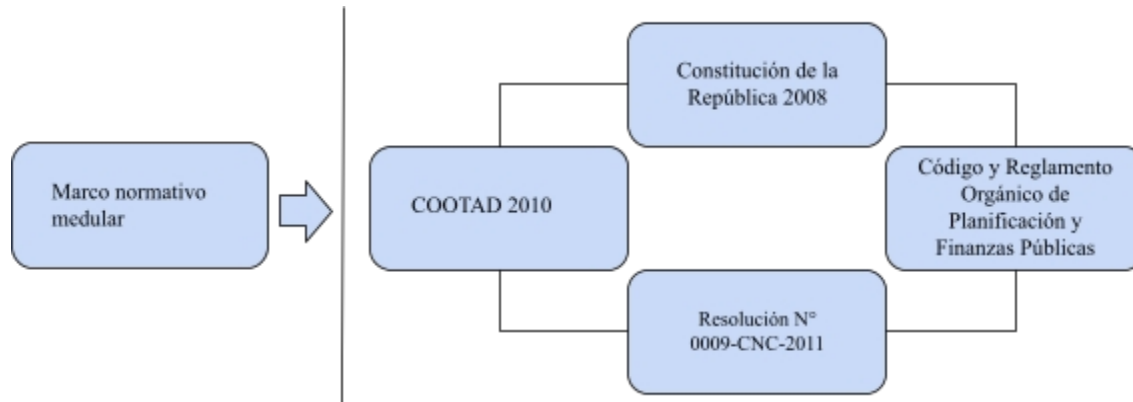 Marco normativo
medular
Constitución de la
República 2008
COOTAD 2010
Código y Reglamento
Orgánico de
Planificación y
Finanzas Públicas
Resolución N°
0009-CNC-2011